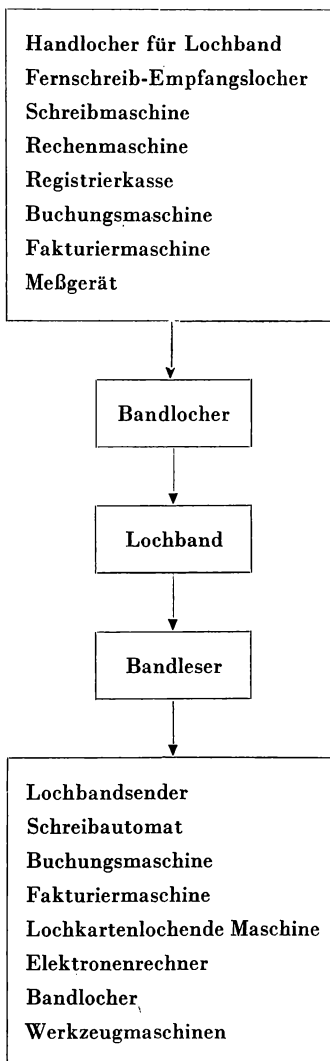 Handlocher für Lochband
Fernschreib-Empfangslocher
Schreibmaschine
Rechenmaschine
Registrierkasse
Buchungsmaschine
Fakturiermaschine
Meßgerät
Bandlocher
Lochband
Bandleser
Lochbandsender
Schreibautomat
Buchungsmaschine
Fakturiermaschine
Lochkartenlochende Maschine
Elektronenrechner
Bandlocher
Werkzeugmaschinen